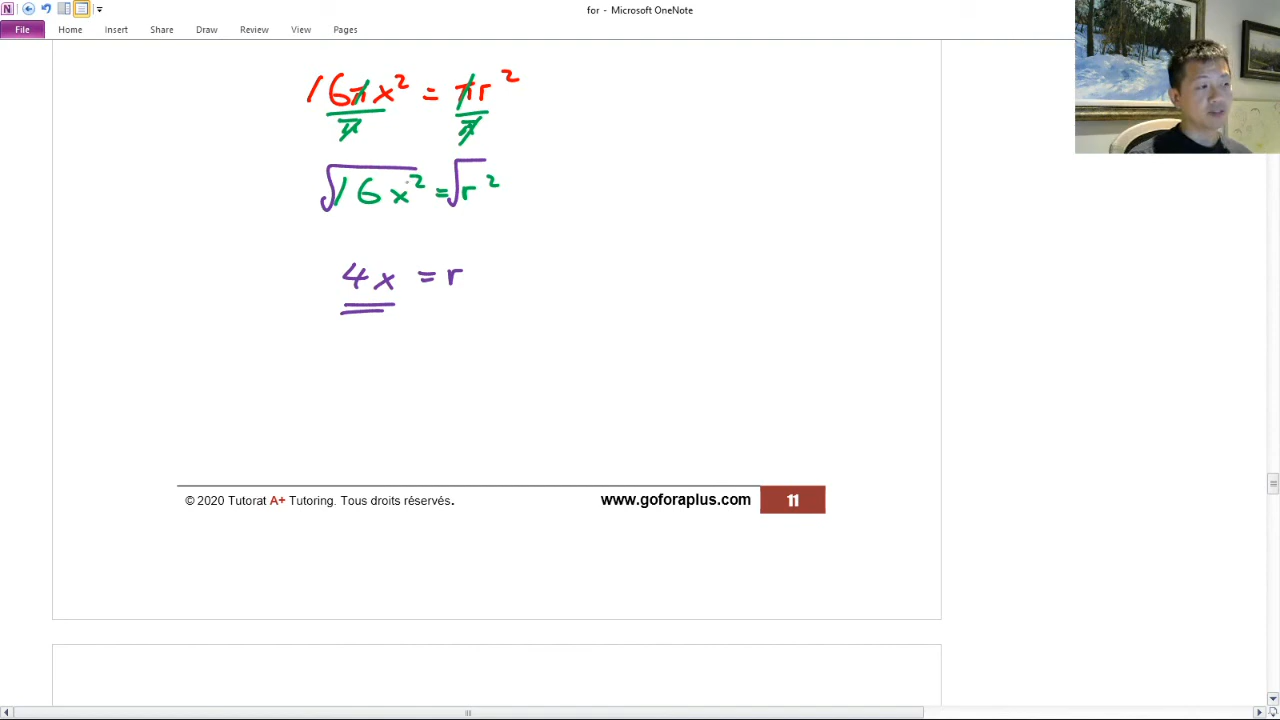 for - Microsoft OneNote
File Home Insert Share Draw Review View Pages
16πx² = πr²
π π
√16x² = √r²
4x = r
© 2020 Tutorat A+ Tutoring. Tous droits réservés.
www.goforaplus.com 11